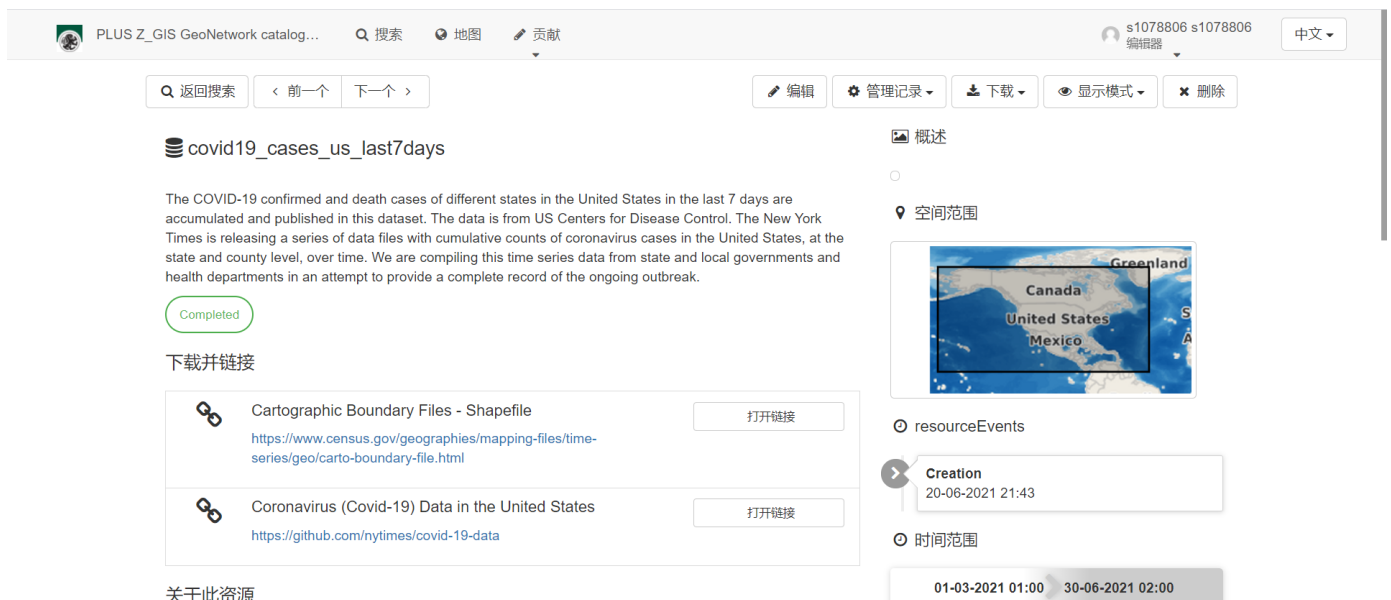 PLUS Z_GIS GeoNetwork catalog... 搜索 地图 贡献 s1078806 s1078806
编辑器
中文
返回搜索 前一个 下一个 编辑 管理记录 下载 显示模式 删除
covid19_cases_us_last7days
The COVID-19 confirmed and death cases of different states in the United States in the last 7 days are
accumulated and published in this dataset. The data is from US Centers for Disease Control. The New York
Times is releasing a series of data files with cumulative counts of coronavirus cases in the United States, at the
state and county level, over time. We are compiling this time series data from state and local governments and
health departments in an attempt to provide a complete record of the ongoing outbreak.
Completed
下载并链接
Cartographic Boundary Files - Shapefile
https://www.census.gov/geographies/mapping-files/time-
series/geo/carto-boundary-file.html
打开链接
Coronavirus (Covid-19) Data in the United States
https://github.com/nytimes/covid-19-data
打开链接
关于此资源
概述
空间范围
Greenland
Canada
United States
Mexico
S
A
resourceEvents
Creation
20-06-2021 21:43
时间范围
01-03-2021 01:00 30-06-2021 02:00